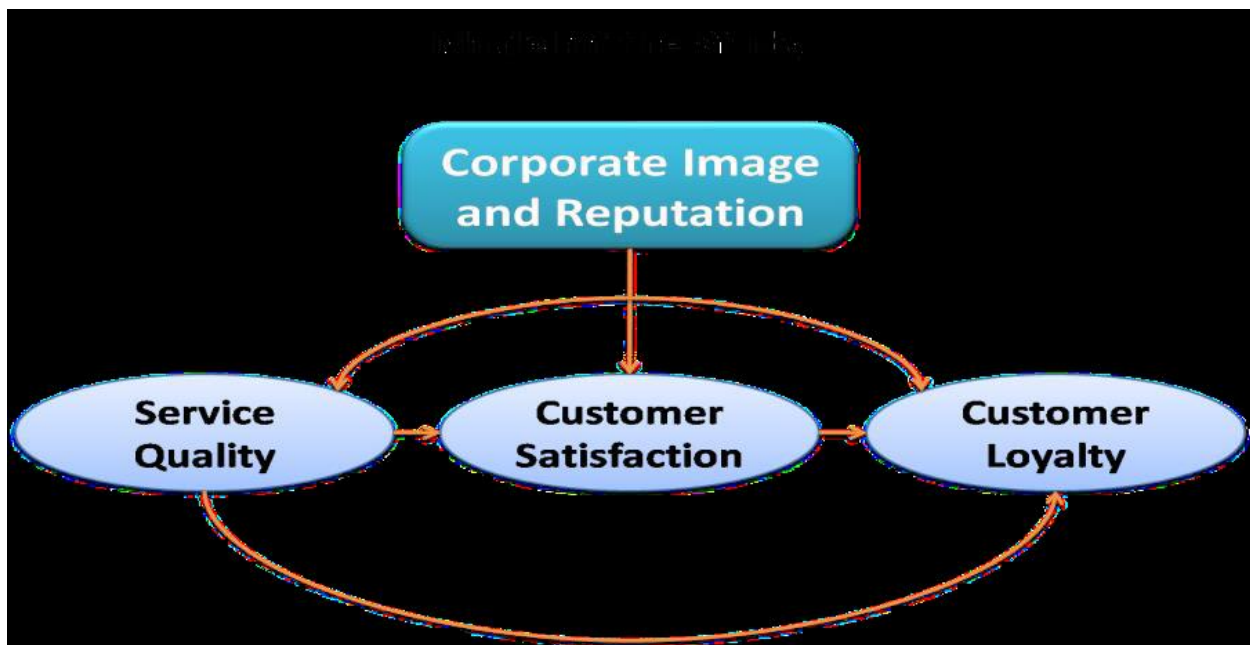 Corporate Image
and Reputation
Service
Quality
Customer
Satisfaction
Customer
Loyalty